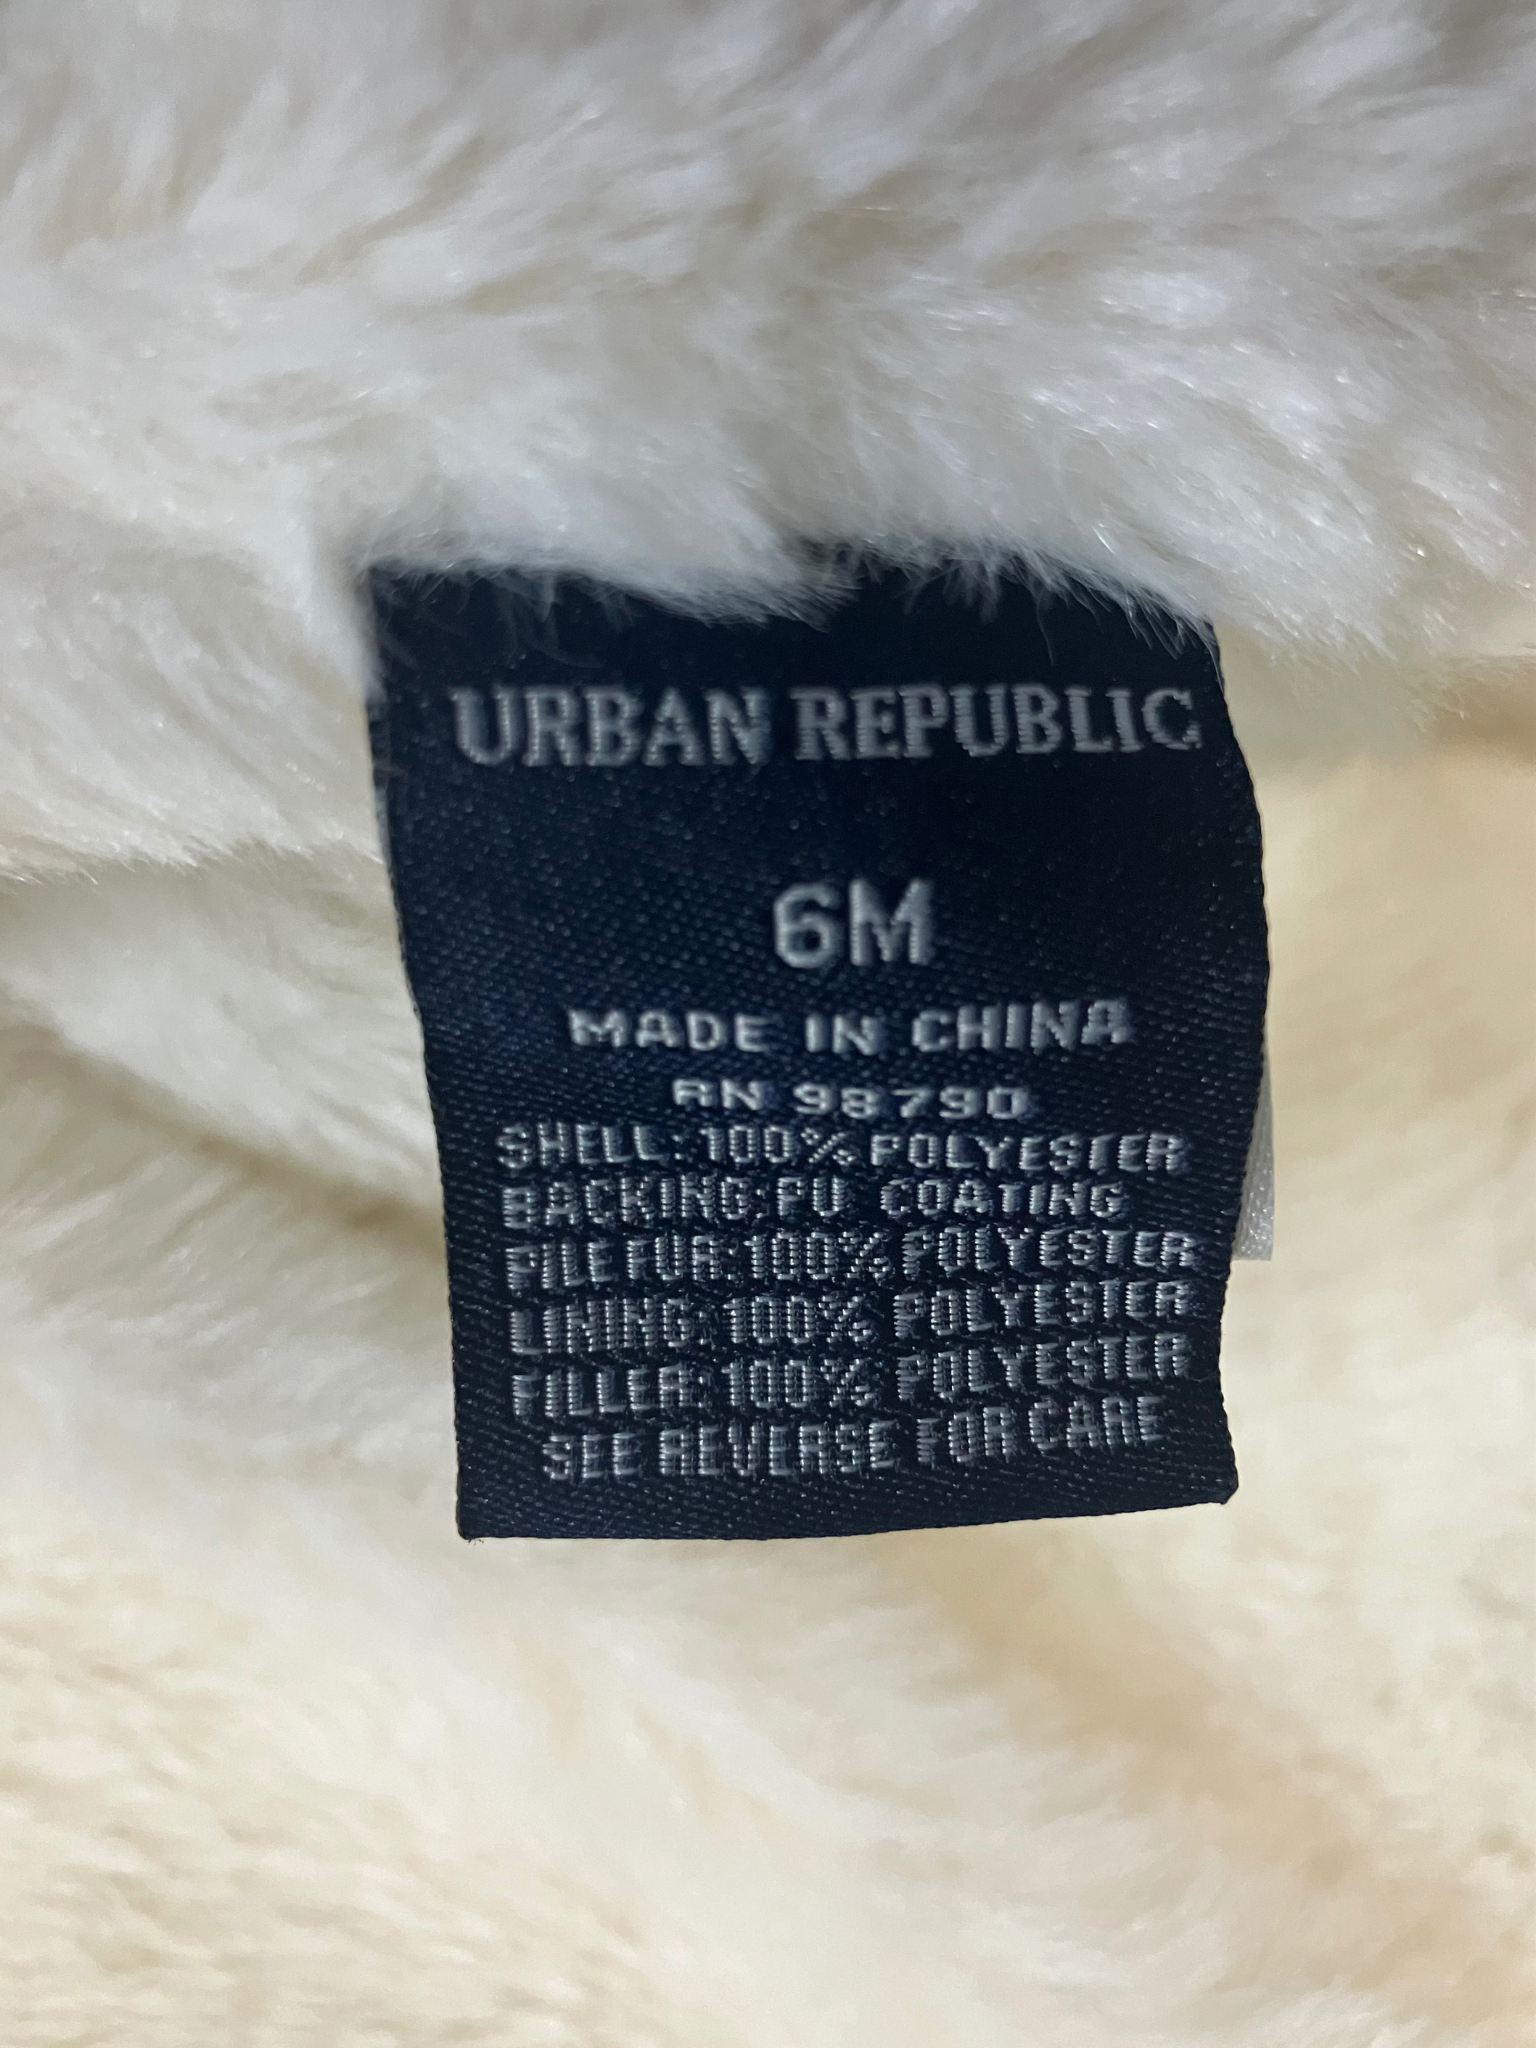 URBAN REPUBLIC
6M
MADE IN CHINA
RN 98790
SHELL: 100% POLYESTER
BACKING: PU COATING
PILE FUR: 100% POLYESTER
LINING: 100% POLYESTER
FILLER: 100% POLYESTER
SEE REVERSE FOR CARE